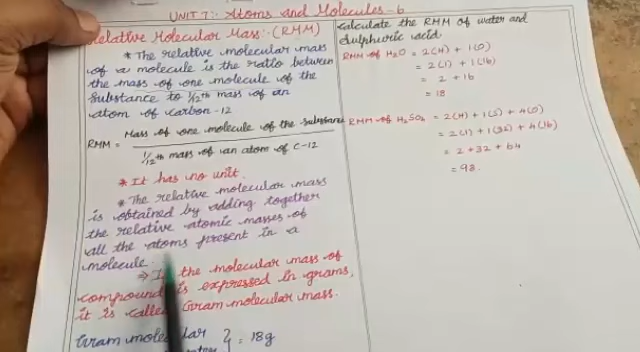 UNIT 7: Atoms and Molecules-6
Relative Molecular Mass:-(RMM)
* The relative molecular mass
of a molecule is the ratio between
the mass of one molecule of the
substance to 1/12th mass of an
atom of Carbon-12
RMM = Mass of one molecule of the substance
1/12th mass of an atom of C-12
* It has no unit.
* The relative molecular mass
is obtained by adding together
the relative atomic masses of
all the atoms present in a
molecule.
⇒ If the molecular mass of
compound is expressed in grams,
it is called Gram molecular mass.
Gram molecular } = 18g
Calculate the RMM of water and
Sulphuric acid.
RMM of H2O = 2(H) + 1(O)
= 2(1) + 1(16)
= 2 + 16
= 18
RMM of H2SO4 = 2(H) + 1(S) + 4(O)
= 2(1) + 1(32) + 4(16)
= 2 + 32 + 64
= 98.